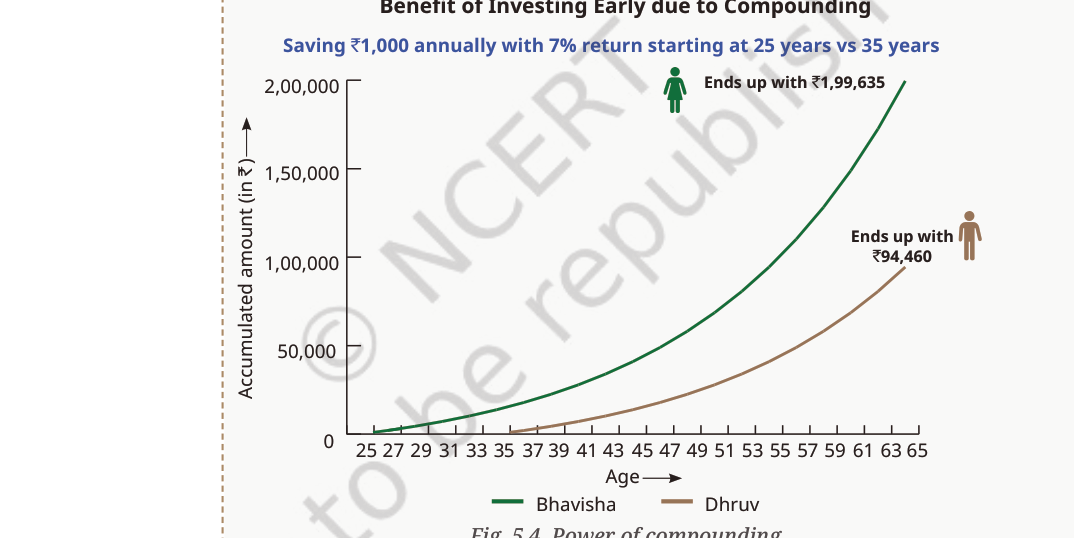 Benefit of Investing Early due to Compounding
Saving ₹1,000 annually with 7% return starting at 25 years vs 35 years
2,00,000
Ends up with ₹1,99,635
1,50,000
Ends up with
₹94,460
1,00,000
50,000
0
Accumulated amount (in ₹)
25 27 29 31 33 35 37 39 41 43 45 47 49 51 53 55 57 59 61 63 65
Age
Bhavisha Dhruv
Fig. 5.4. Power of compounding
© NCERT
to be republish